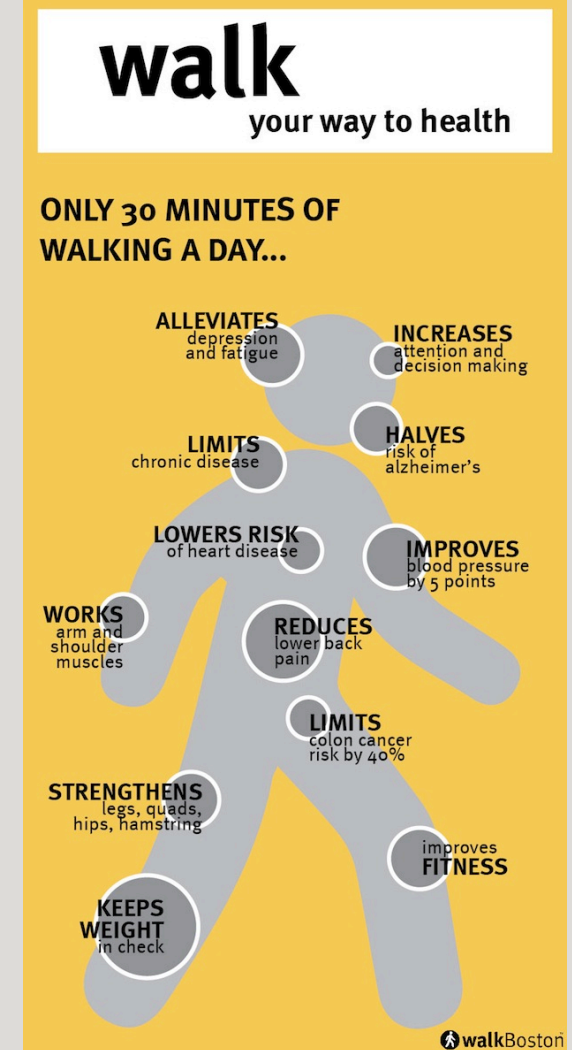 walk
your way to health
ONLY 30 MINUTES OF
WALKING A DAY...
ALLEVIATES
depression
and fatigue
INCREASES
attention and
decision making
HALVES
risk of
alzheimer's
LIMITS
chronic disease
LOWERS RISK
of heart disease
IMPROVES
blood pressure
by 5 points
WORKS
arm and
shoulder
muscles
REDUCES
lower back
pain
LIMITS
colon cancer
risk by 40%
STRENGTHENS
legs, quads,
hips, hamstring
improves
FITNESS
KEEPS
WEIGHT
in check
walkBoston